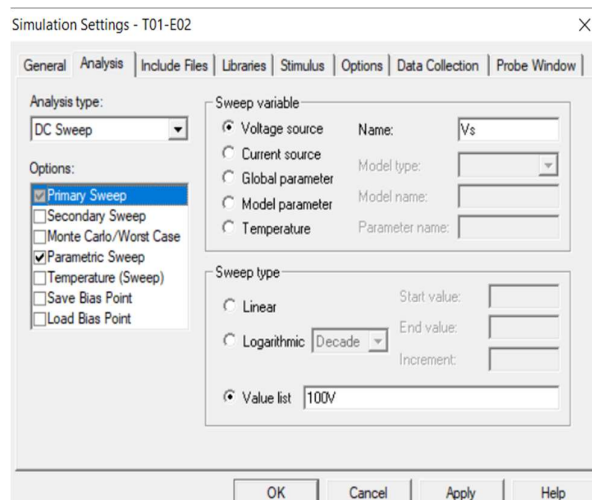 Simulation Settings - T01-E02
General Analysis Include Files Libraries Stimulus Options Data Collection Probe Window
Analysis type:
DC Sweep
Options:
Primary Sweep
Secondary Sweep
Monte Carlo/Worst Case
Parametric Sweep
Temperature (Sweep)
Save Bias Point
Load Bias Point
Sweep variable
Voltage source
Current source
Global parameter
Model parameter
Temperature
Name: Vs
Model type:
Model name:
Parameter name:
Sweep type
Linear
Logarithmic Decade
Start value:
End value:
Increment:
Value list 100V
OK Cancel Apply Help